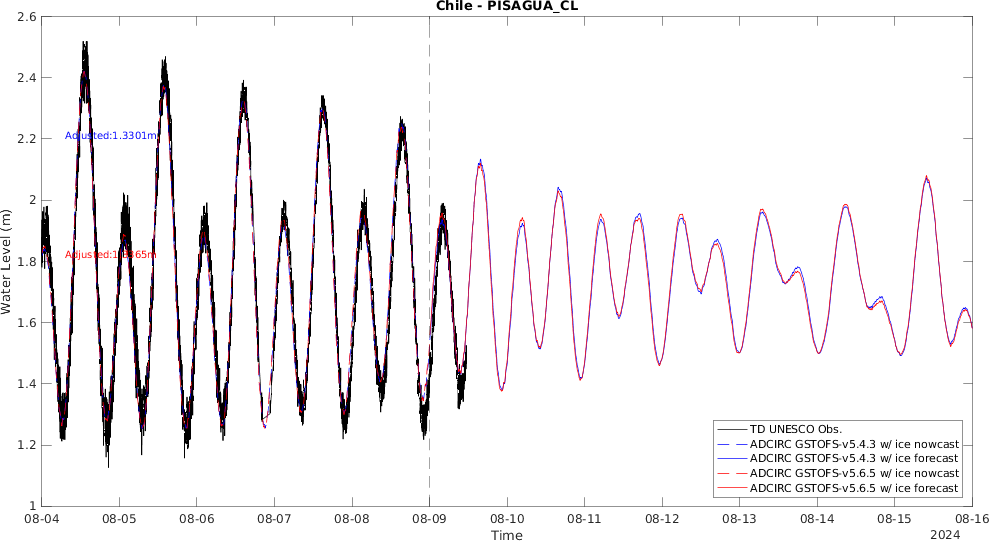 Chile - PISAGUA_CL
Water Level (m)
2.6
2.4
2.2
2
1.8
1.6
1.4
1.2
1
Adjusted:1.3301m
TD UNESCO Obs.
ADCIRC GSTOFS-v5.4.3 w/ ice nowcast
ADCIRC GSTOFS-v5.4.3 w/ ice forecast
ADCIRC GSTOFS-v5.6.5 w/ ice nowcast
ADCIRC GSTOFS-v5.6.5 w/ ice forecast
08-04 08-05 08-06 08-07 08-08 08-09 08-10 08-11 08-12 08-13 08-14 08-15 08-16
Time
2024